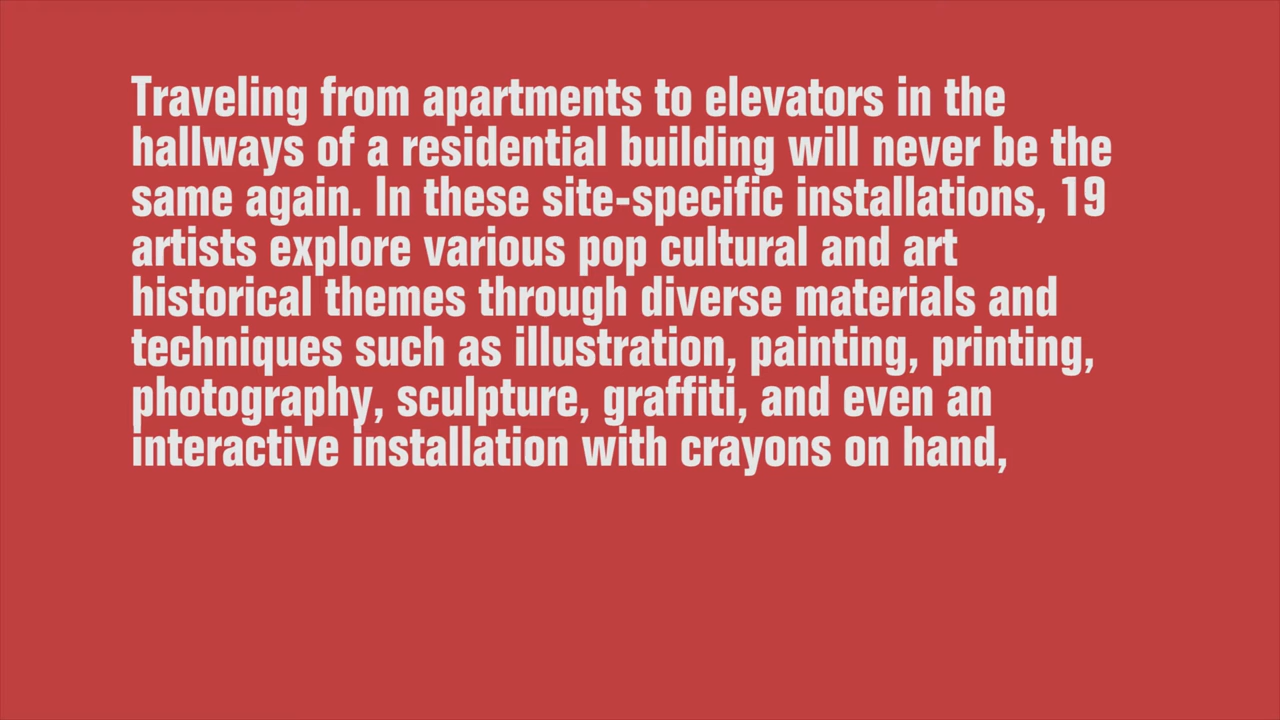 Traveling from apartments to elevators in the
hallways of a residential building will never be the
same again. In these site-specific installations, 19
artists explore various pop cultural and art
historical themes through diverse materials and
techniques such as illustration, painting, printing,
photography, sculpture, graffiti, and even an
interactive installation with crayons on hand,